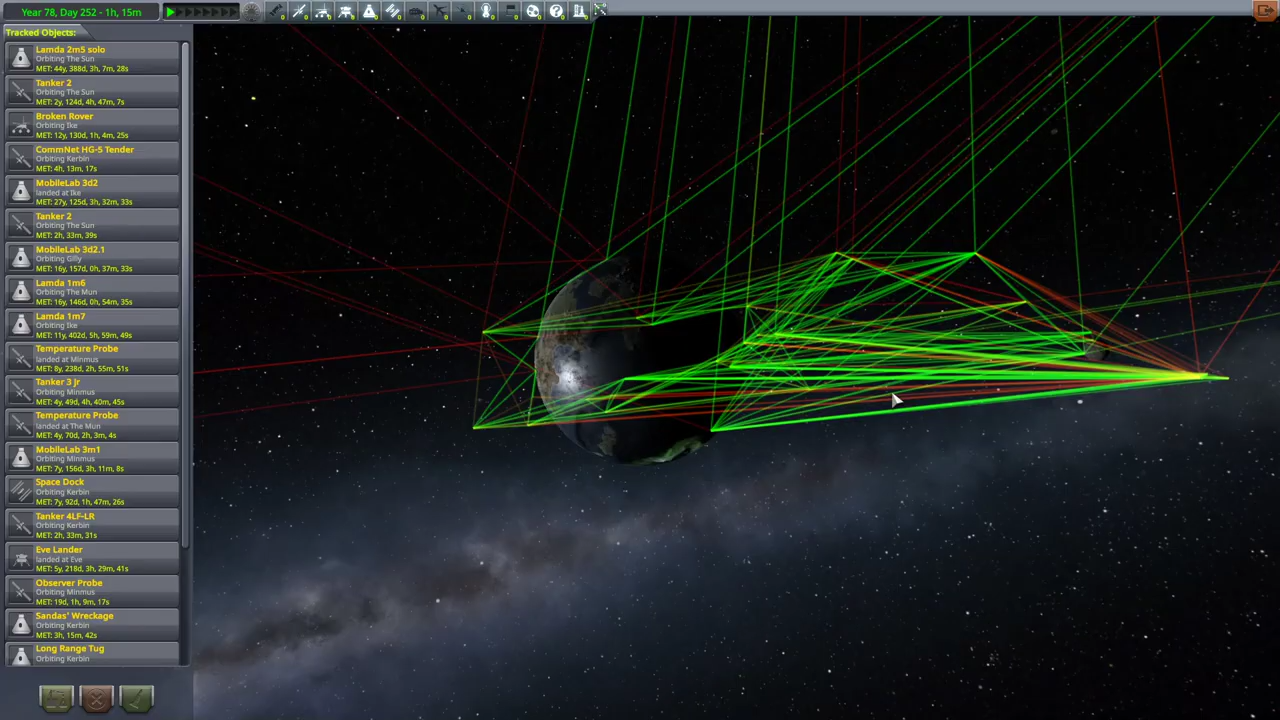 Year 78, Day 252 - 1h, 15m
Tracked Objects:
Lamda 2m5 solo
Orbiting The Sun
MET: 44y, 388d, 3h, 7m, 28s
Tanker 2
Orbiting The Sun
MET: 2y, 124d, 4h, 47m, 7s
Broken Rover
Orbiting Ike
MET: 12y, 130d, 1h, 4m, 25s
CommNet HG-5 Tender
Orbiting Kerbin
MET: 4h, 13m, 17s
MobileLab 3d2
landed at Ike
MET: 27y, 125d, 3h, 32m, 33s
Tanker 2
Orbiting The Sun
MET: 2h, 33m, 39s
MobileLab 3d2.1
Orbiting Gilly
MET: 16y, 157d, 0h, 37m, 33s
Lamda 1m6
Orbiting The Mun
MET: 16y, 146d, 0h, 54m, 35s
Lamda 1m7
Orbiting Ike
MET: 11y, 402d, 5h, 59m, 49s
Temperature Probe
landed at Minmus
MET: 8y, 238d, 2h, 55m, 51s
Tanker 3 Jr
Orbiting Minmus
MET: 4y, 49d, 4h, 40m, 45s
Temperature Probe
landed at The Mun
MET: 4y, 70d, 2h, 3m, 4s
MobileLab 3m1
Orbiting Minmus
MET: 7y, 156d, 3h, 11m, 8s
Space Dock
Orbiting Kerbin
MET: 7y, 92d, 1h, 47m, 26s
Tanker 4LF-LR
Orbiting Kerbin
MET: 2h, 33m, 31s
Eve Lander
landed at Eve
MET: 5y, 218d, 3h, 29m, 41s
Observer Probe
Orbiting Minmus
MET: 19d, 1h, 9m, 17s
Sandas' Wreckage
Orbiting Kerbin
MET: 3h, 15m, 42s
Long Range Tug
Orbiting Kerbin